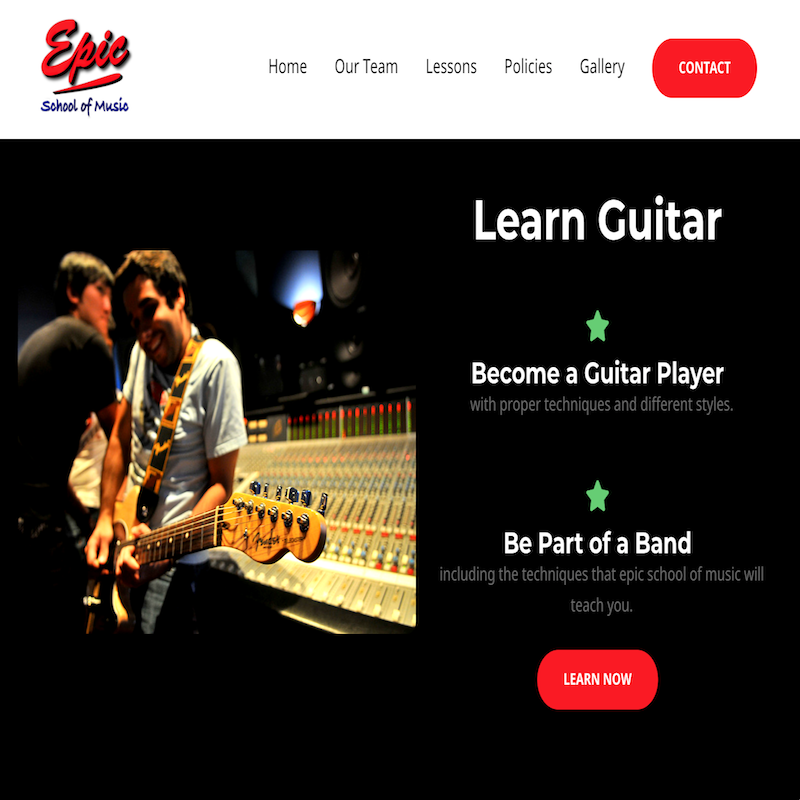 Epic
School of Music
Home Our Team Lessons Policies Gallery CONTACT
Learn Guitar
Become a Guitar Player
with proper techniques and different styles.
Be Part of a Band
including the techniques that epic school of music will
teach you.
LEARN NOW
Fender